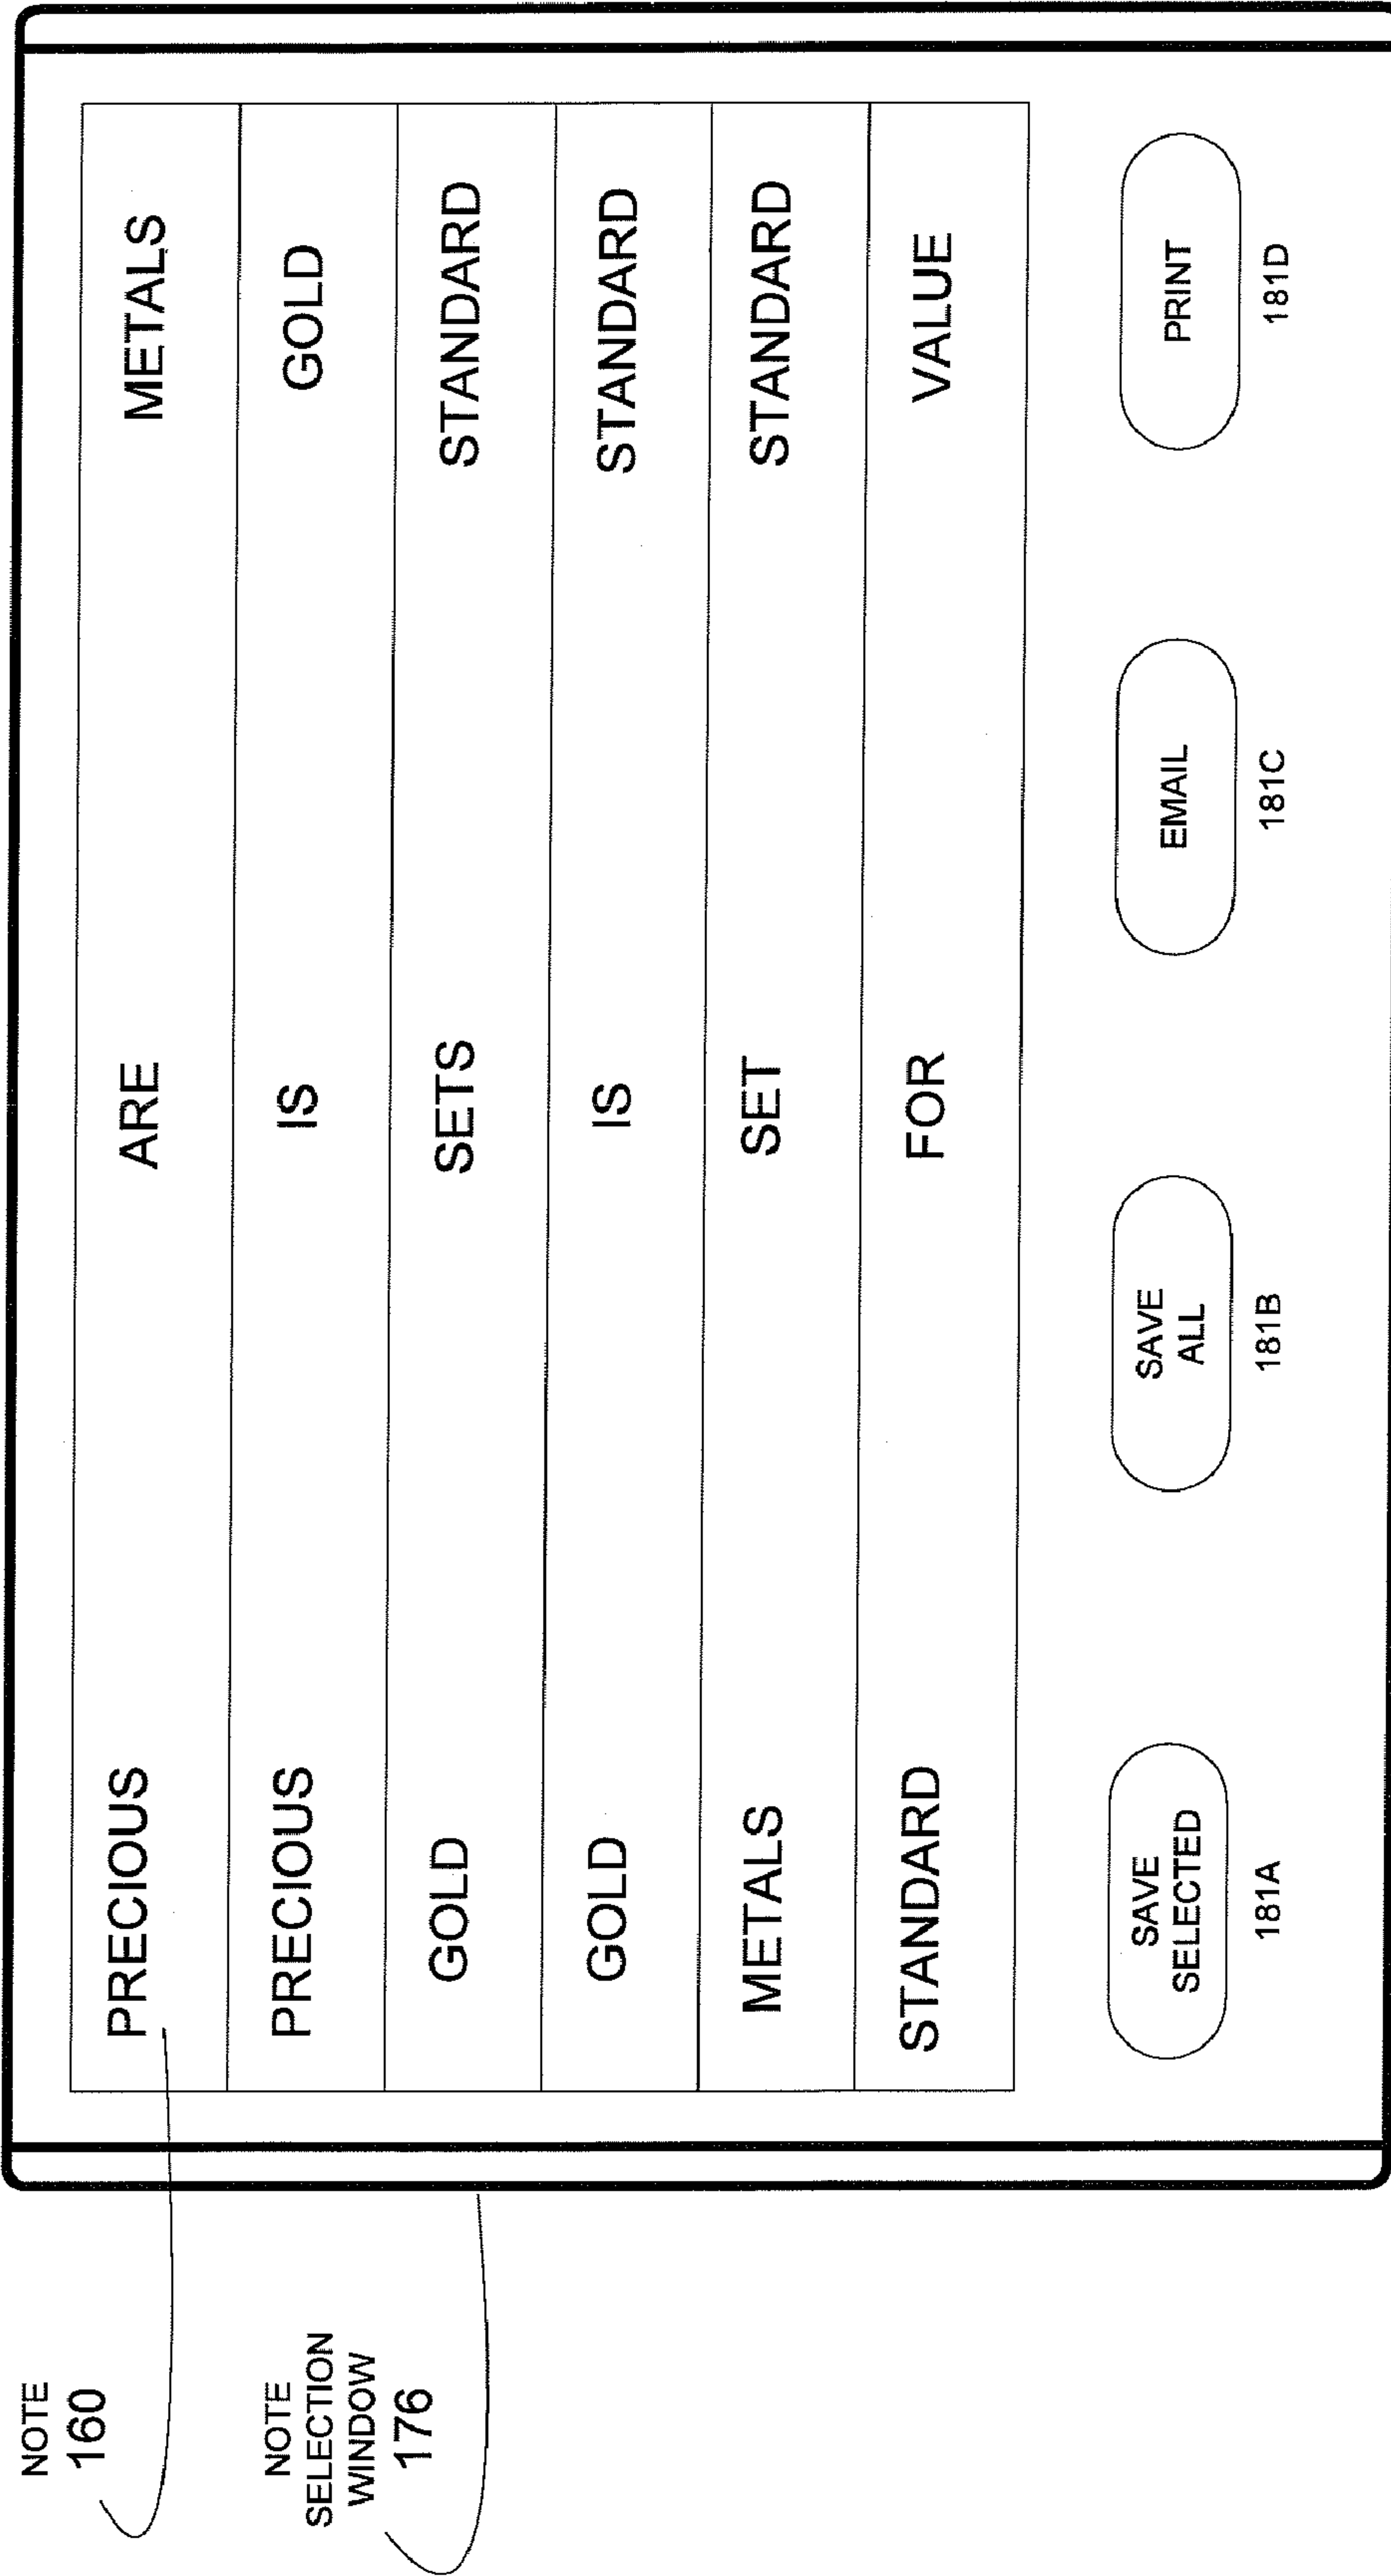 NOTE
160
NOTE
SELECTION
WINDOW
176
PRECIOUS ARE METALS
PRECIOUS IS GOLD
GOLD SETS STANDARD
GOLD IS STANDARD
METALS SET STANDARD
STANDARD FOR VALUE
SAVE
SELECTED
181A
SAVE
ALL
181B
EMAIL
181C
PRINT
181D